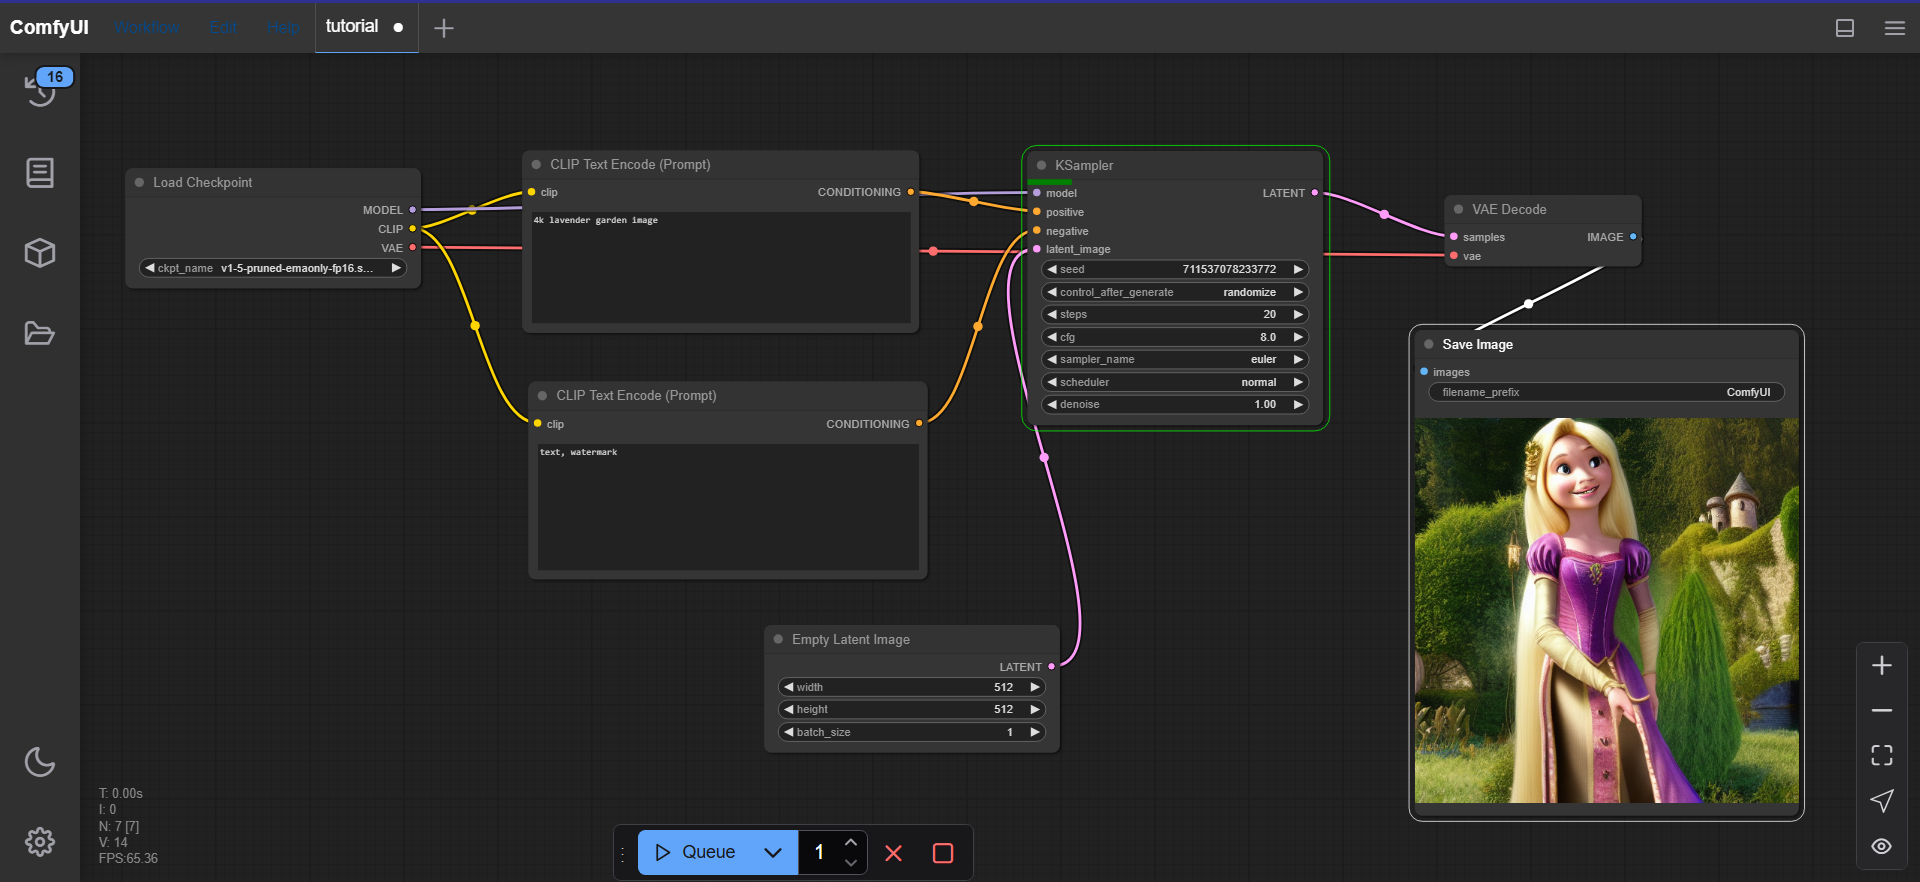 ComfyUI Workflow Edit Help tutorial
16
Load Checkpoint
MODEL
CLIP
VAE
ckpt_name v1-5-pruned-emaonly-fp16.s...
CLIP Text Encode (Prompt)
clip CONDITIONING
4k lavender garden image
CLIP Text Encode (Prompt)
clip CONDITIONING
text, watermark
Empty Latent Image
LATENT
width 512
height 512
batch_size 1
KSampler
model LATENT
positive
negative
latent_image
seed 711537078233772
control_after_generate randomize
steps 20
cfg 8.0
sampler_name euler
scheduler normal
denoise 1.00
VAE Decode
samples IMAGE
vae
Save Image
images
filename_prefix ComfyUI
T: 0.00s
I: 0
N: 7 [7]
V: 14
FPS:65.36
Queue 1